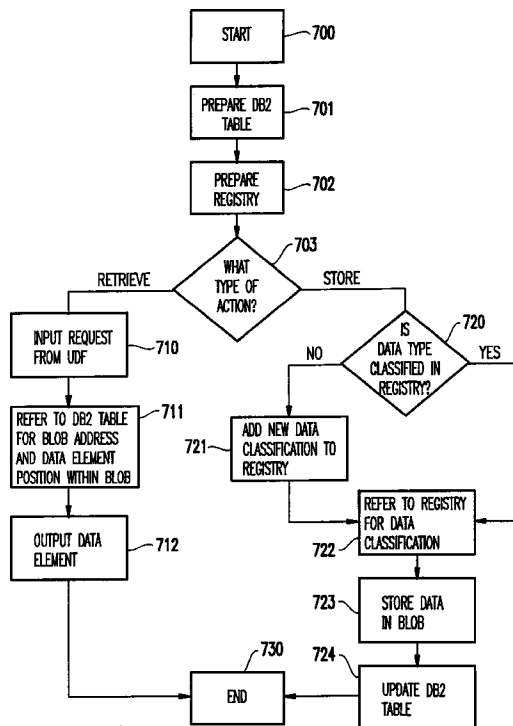 START
700
PREPARE DB2
TABLE
701
PREPARE
REGISTRY
702
WHAT
TYPE OF
ACTION?
703
RETRIEVE
STORE
INPUT REQUEST
FROM UDF
710
IS
DATA TYPE
CLASSIFIED IN
REGISTRY?
720
NO
YES
REFER TO DB2 TABLE
FOR BLOB ADDRESS
AND DATA ELEMENT
POSITION WITHIN BLOB
711
721
ADD NEW DATA
CLASSIFICATION TO
REGISTRY
OUTPUT DATA
ELEMENT
712
REFER TO REGISTRY
FOR DATA
CLASSIFICATION
722
723
STORE DATA
IN BLOB
724
UPDATE DB2
TABLE
730
END